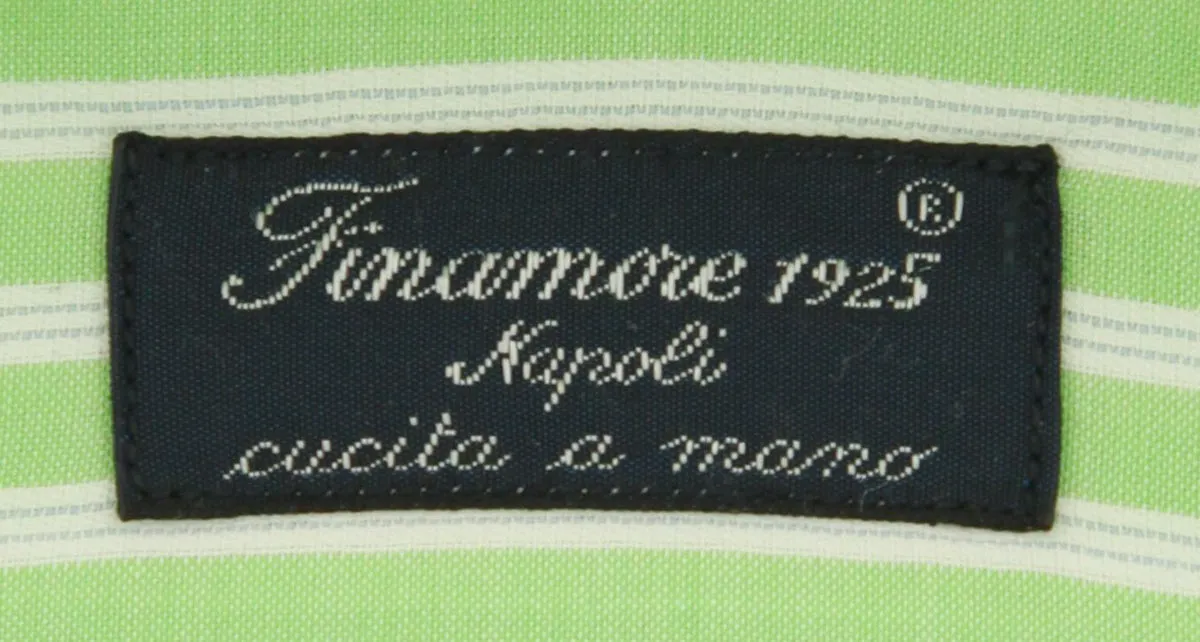 Finamore 1925 ®
Napoli
cucita a mano